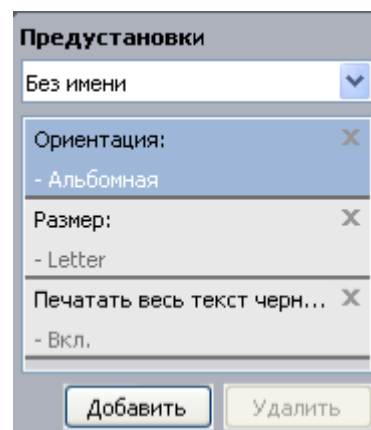 Предустановки
Без имени
Ориентация:
- Альбомная
Размер:
- Letter
Печатать весь текст черн...
- Вкл.
Добавить Удалить